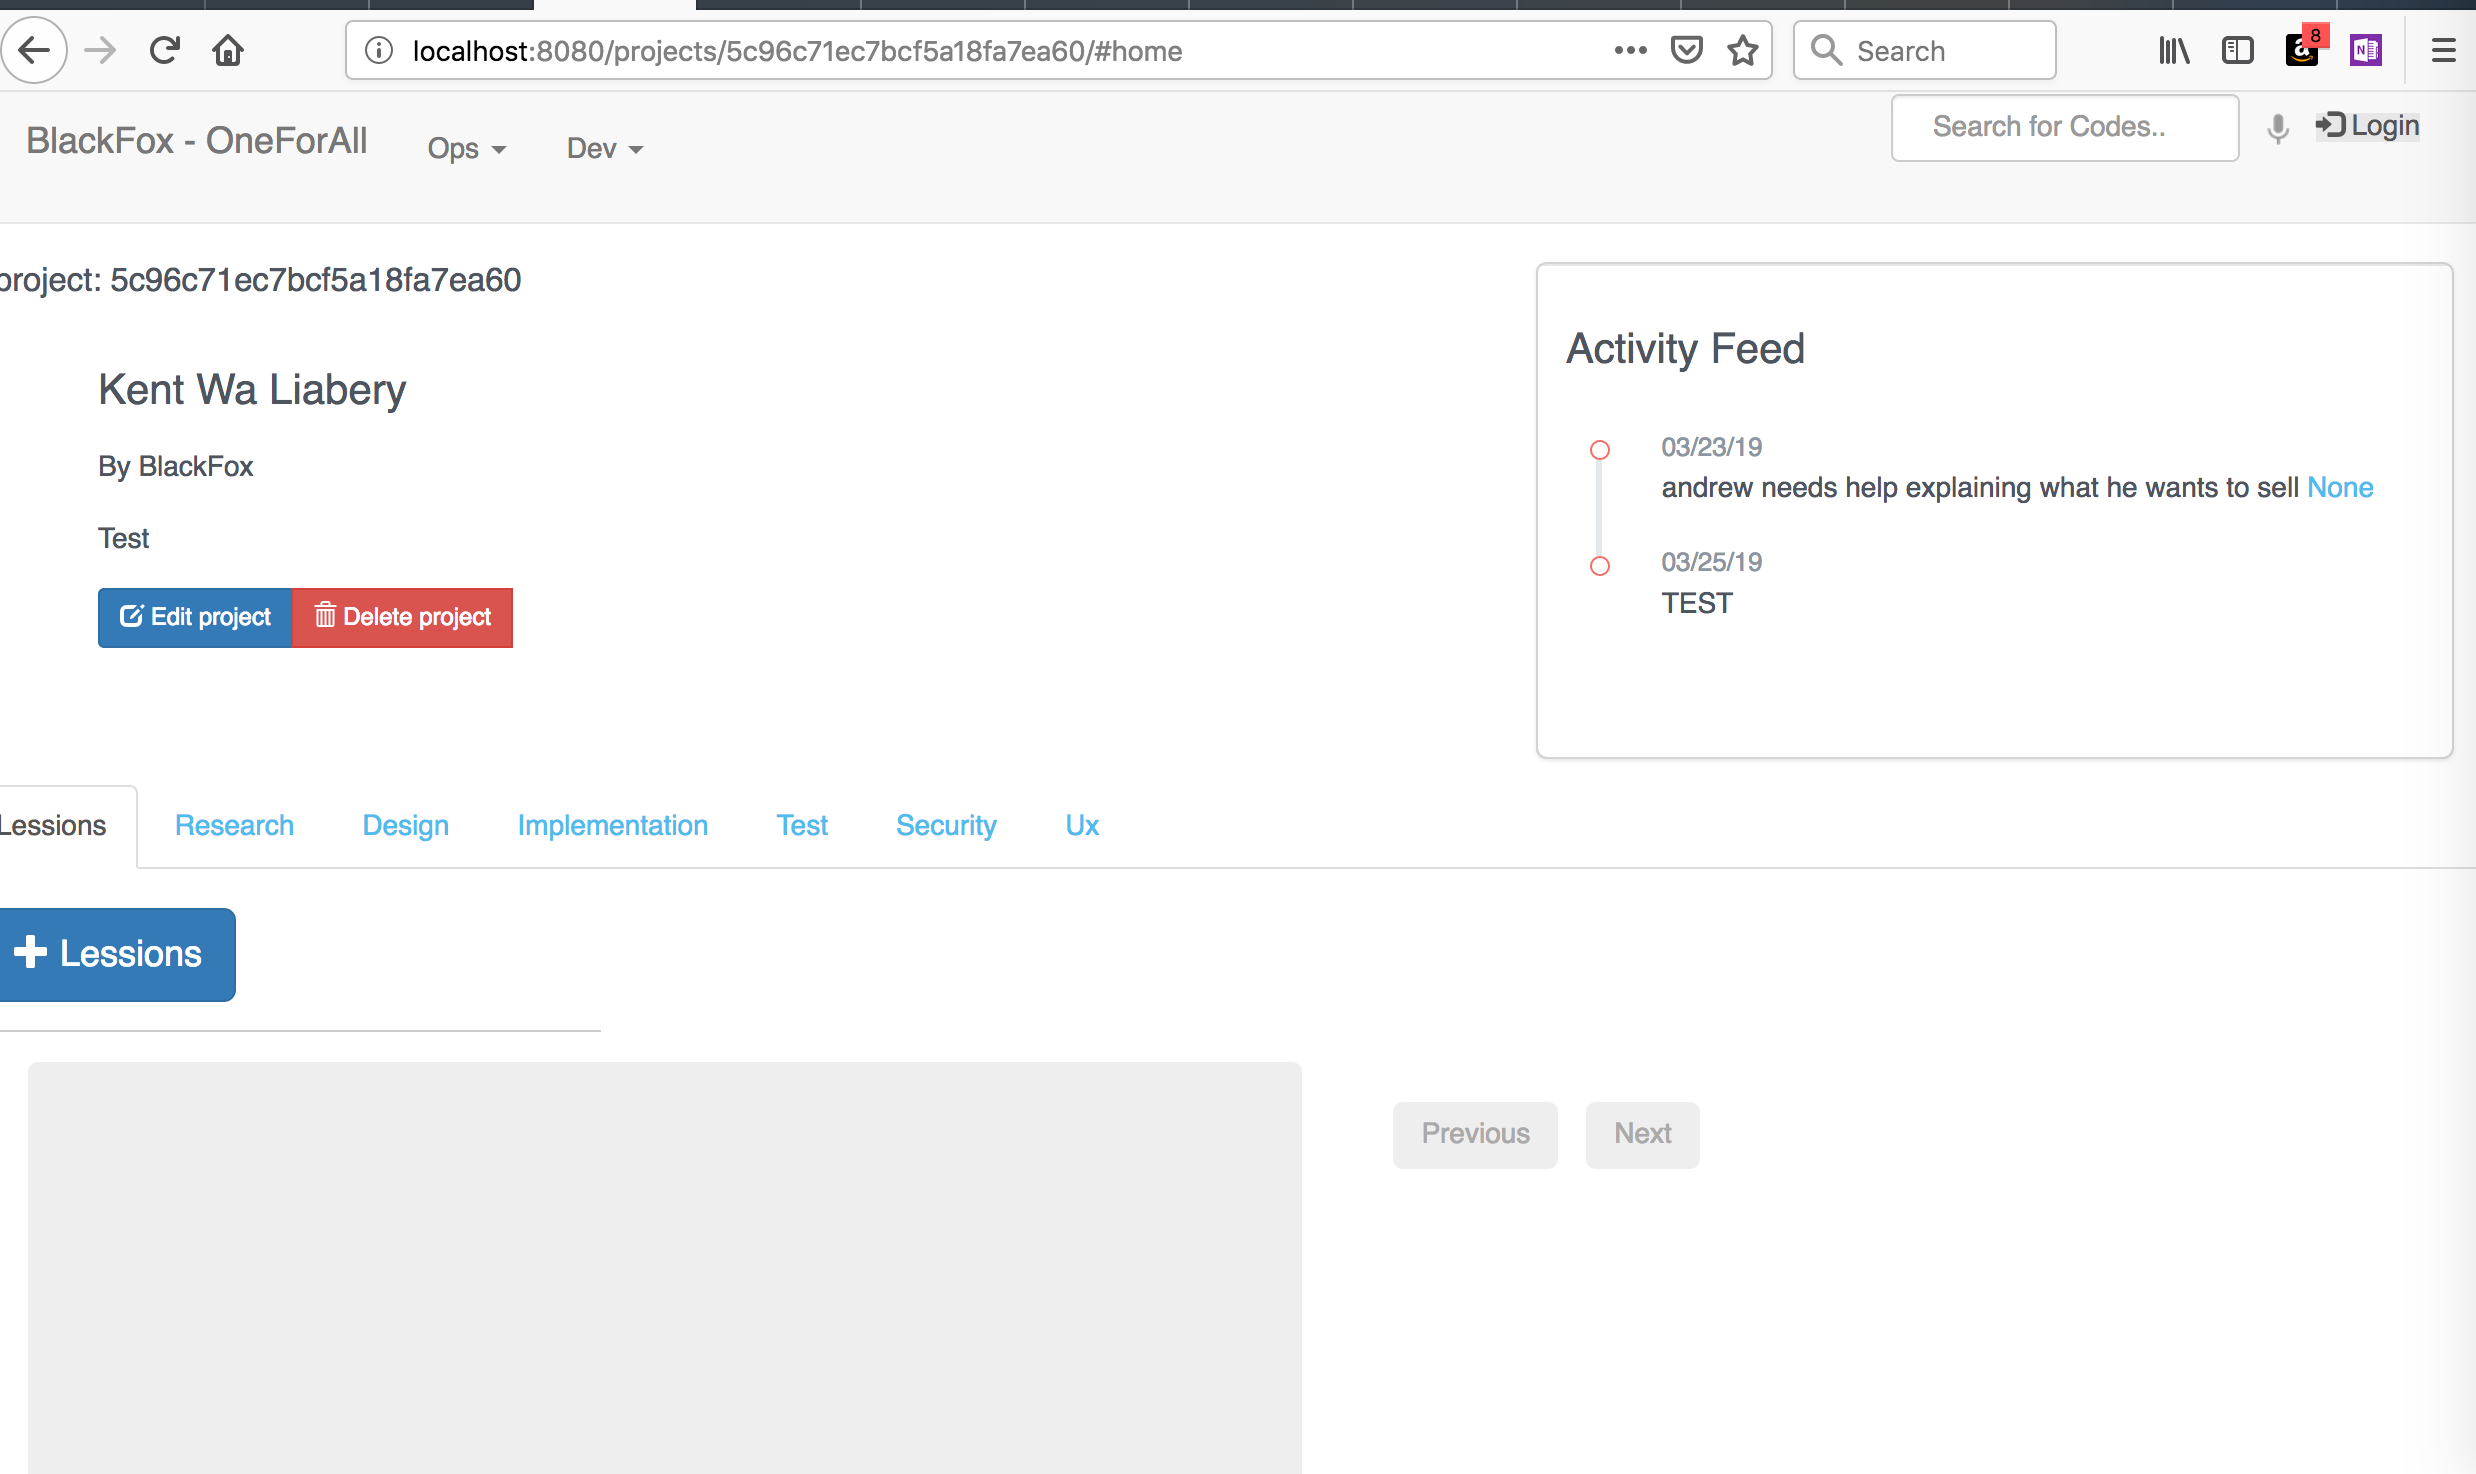 localhost:8080/projects/5c96c71ec7bcf5a18fa7ea60/#home
Search
8
N
BlackFox - OneForAll
Ops
Dev
Search for Codes..
Login
project: 5c96c71ec7bcf5a18fa7ea60
Kent Wa Liabery
By BlackFox
Test
Edit project
Delete project
Activity Feed
03/23/19
andrew needs help explaining what he wants to sell None
03/25/19
TEST
Lessions
Research
Design
Implementation
Test
Security
Ux
Lessions
Previous
Next